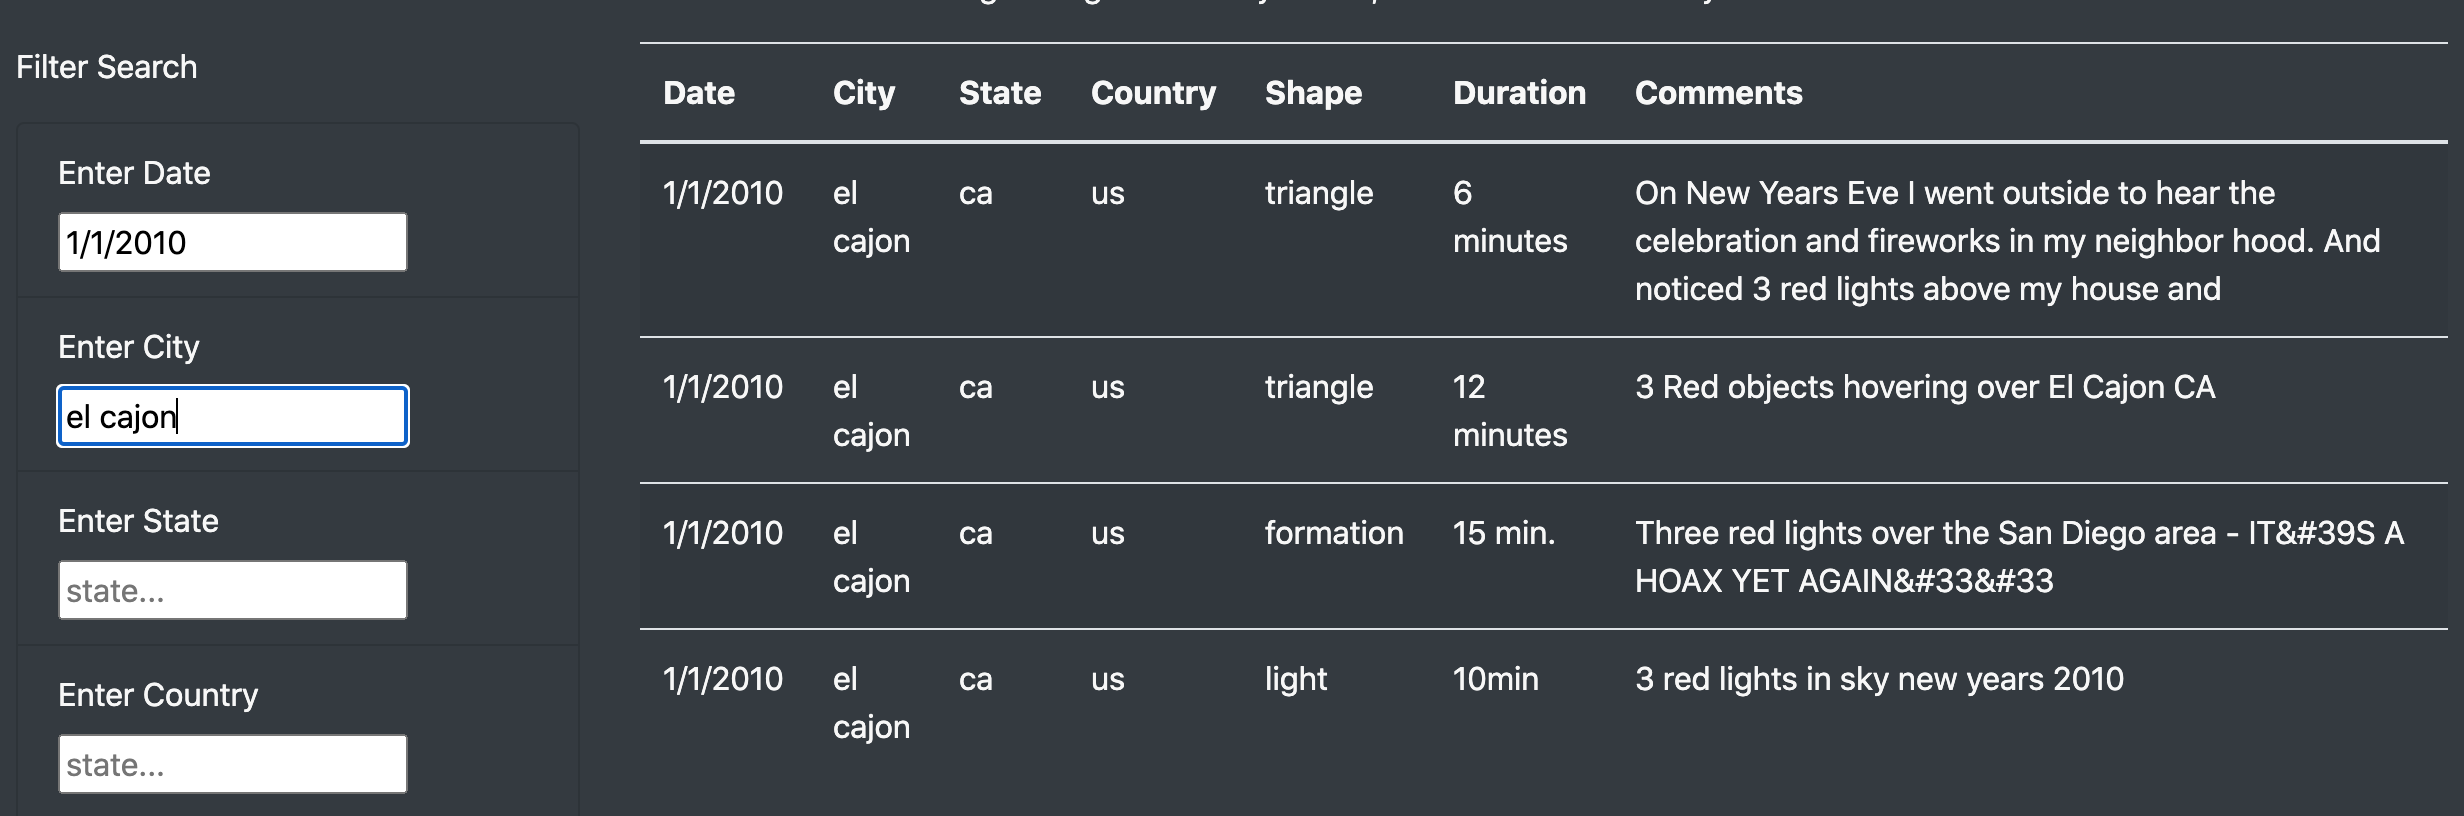 Filter Search
Enter Date
1/1/2010
Enter City
el cajon
Enter State
state...
Enter Country
state...
Date City State Country Shape Duration Comments
1/1/2010 el cajon ca us triangle 6 minutes On New Years Eve I went outside to hear the
celebration and fireworks in my neighbor hood. And
noticed 3 red lights above my house and
1/1/2010 el cajon ca us triangle 12 minutes 3 Red objects hovering over El Cajon CA
1/1/2010 el cajon ca us formation 15 min. Three red lights over the San Diego area - IT&#39S A
HOAX YET AGAIN&#33&#33
1/1/2010 el cajon ca us light 10min 3 red lights in sky new years 2010